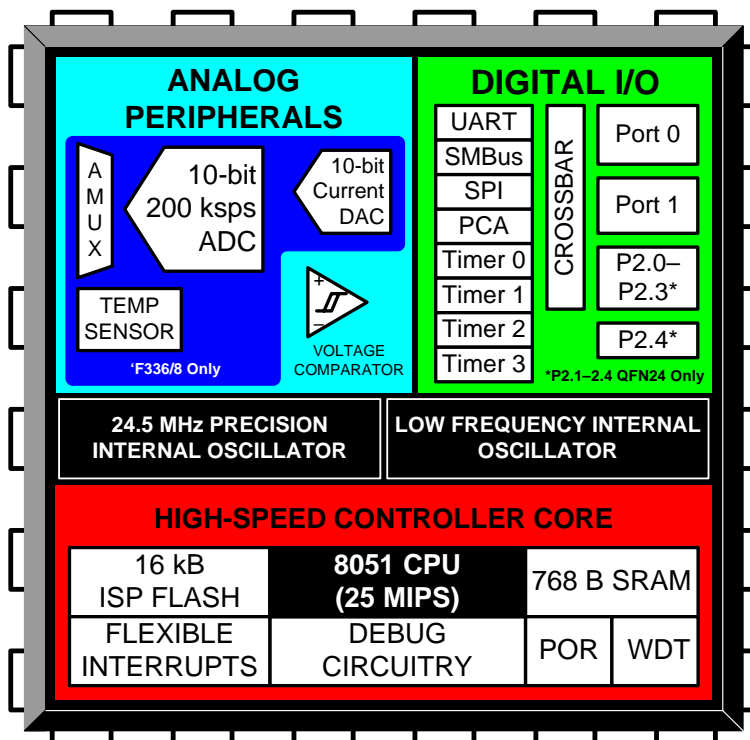 ANALOG
PERIPHERALS
A
M
U
X
10-bit
200 ksps
ADC
10-bit
Current
DAC
TEMP
SENSOR
+
–
VOLTAGE
COMPARATOR
‘F336/8 Only
DIGITAL I/O
UART
SMBus
SPI
PCA
Timer 0
Timer 1
Timer 2
Timer 3
CROSSBAR
Port 0
Port 1
P2.0–
P2.3*
P2.4*
*P2.1–2.4 QFN24 Only
24.5 MHz PRECISION
INTERNAL OSCILLATOR
LOW FREQUENCY INTERNAL
OSCILLATOR
HIGH-SPEED CONTROLLER CORE
16 kB
ISP FLASH
8051 CPU
(25 MIPS)
768 B SRAM
FLEXIBLE
INTERRUPTS
DEBUG
CIRCUITRY
POR
WDT